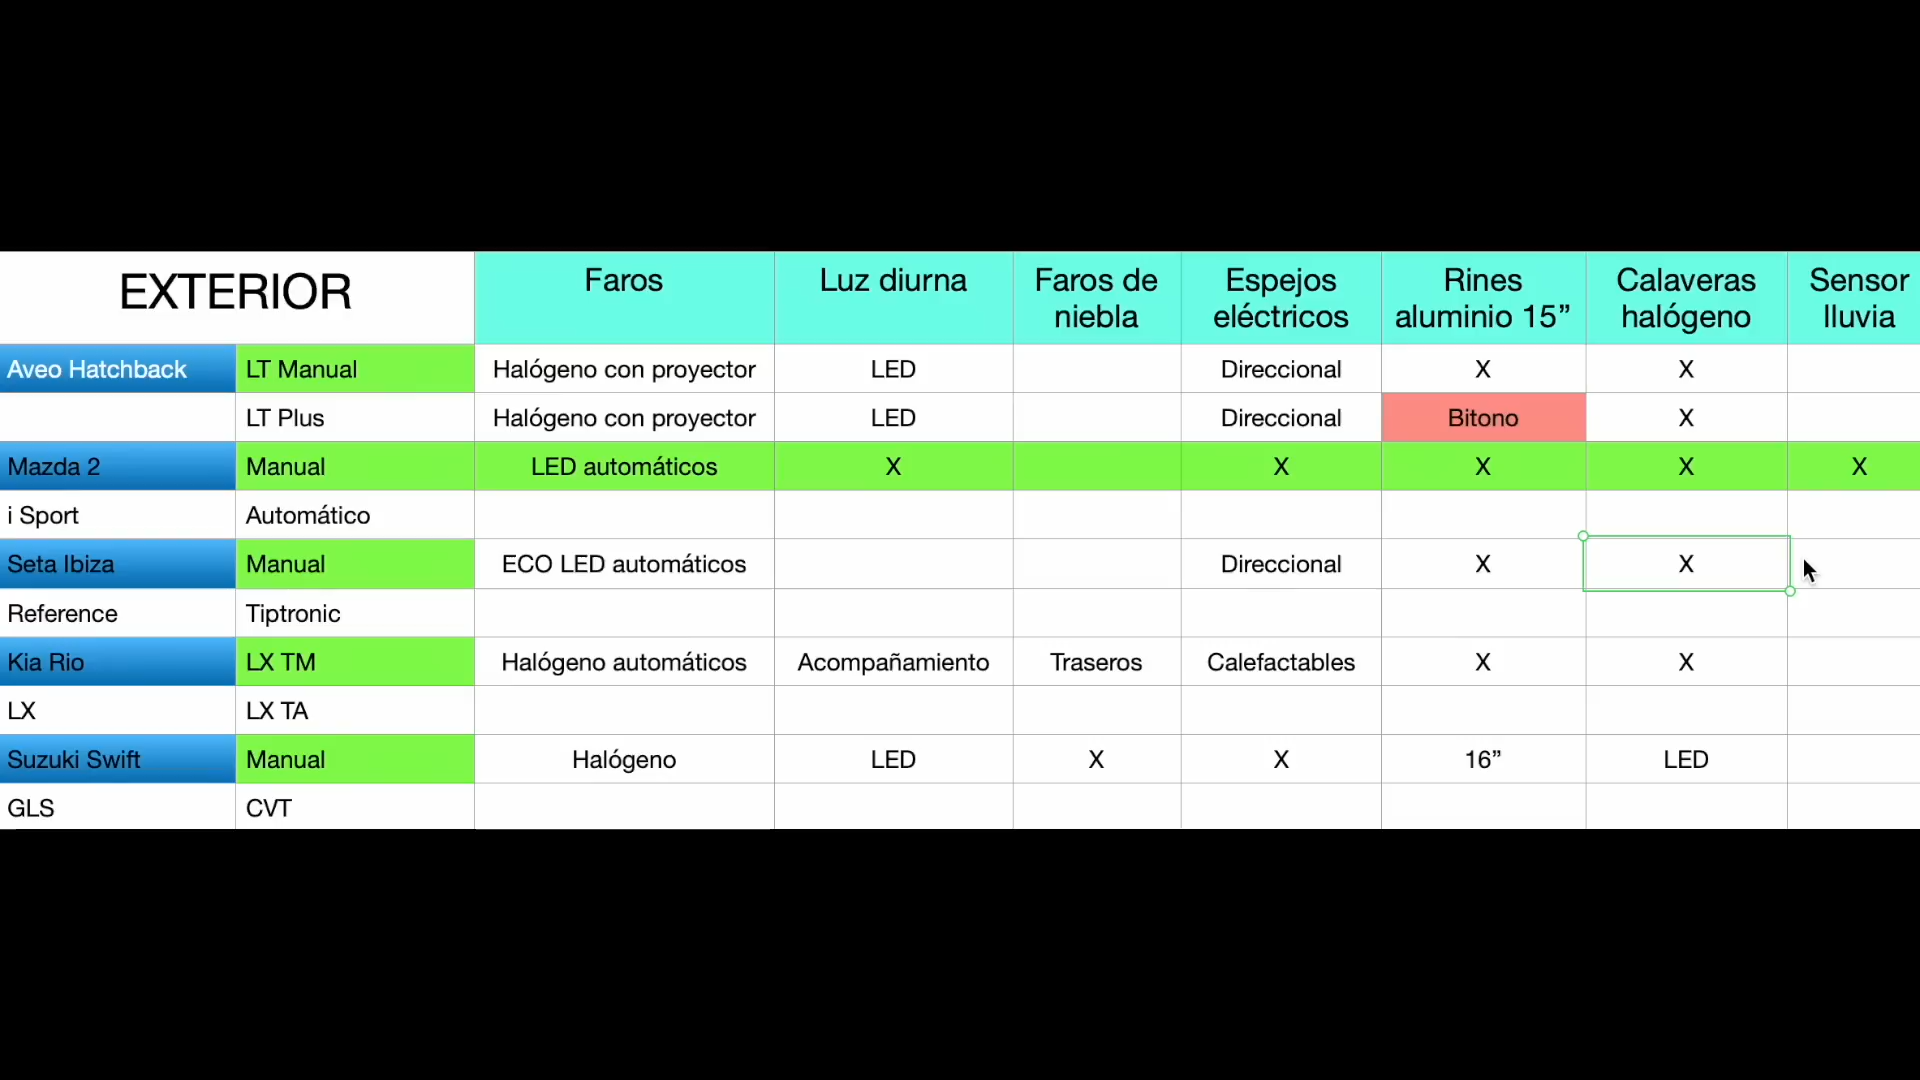 EXTERIOR Faros Luz diurna Faros de niebla Espejos eléctricos Rines aluminio 15” Calaveras halógeno Sensor lluvia
Aveo Hatchback LT Manual Halógeno con proyector LED Direccional X X
LT Plus Halógeno con proyector LED Direccional Bitono X
Mazda 2 Manual LED automáticos X X X X X
i Sport Automático
Seta Ibiza Manual ECO LED automáticos Direccional X X
Reference Tiptronic
Kia Rio LX TM Halógeno automáticos Acompañamiento Traseros Calefactables X X
LX LX TA
Suzuki Swift Manual Halógeno LED X X 16” LED
GLS CVT